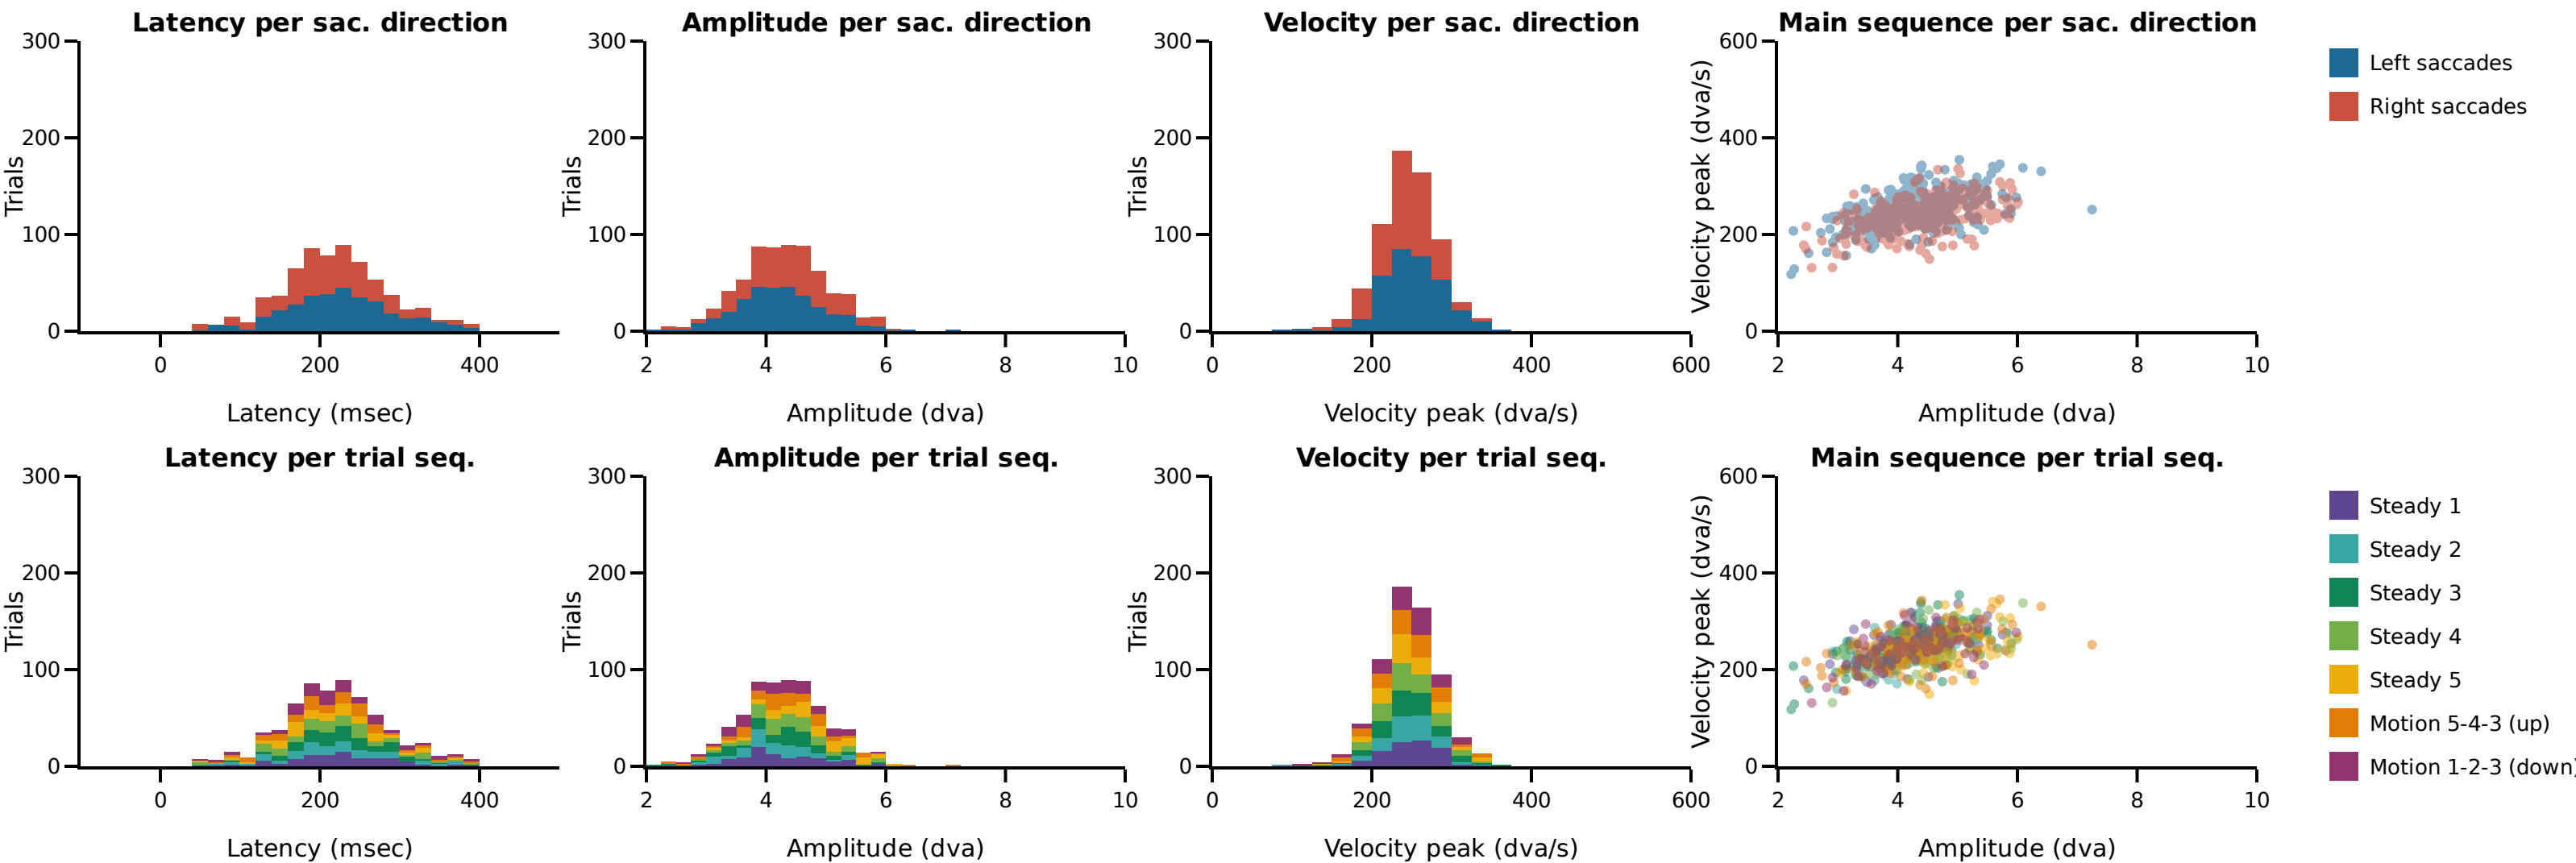 Latency per sac. direction
300
200
100
0
Trials
0 200 400
Latency (msec)
Amplitude per sac. direction
300
200
100
0
Trials
2 4 6 8 10
Amplitude (dva)
Velocity per sac. direction
300
200
100
0
Trials
0 200 400 600
Velocity peak (dva/s)
Main sequence per sac. direction
600
400
200
0
Velocity peak (dva/s)
2 4 6 8 10
Amplitude (dva)
Left saccades
Right saccades
Latency per trial seq.
300
200
100
0
Trials
0 200 400
Latency (msec)
Amplitude per trial seq.
300
200
100
0
Trials
2 4 6 8 10
Amplitude (dva)
Velocity per trial seq.
300
200
100
0
Trials
0 200 400 600
Velocity peak (dva/s)
Main sequence per trial seq.
600
400
200
0
Velocity peak (dva/s)
2 4 6 8 10
Amplitude (dva)
Steady 1
Steady 2
Steady 3
Steady 4
Steady 5
Motion 5-4-3 (up)
Motion 1-2-3 (down)